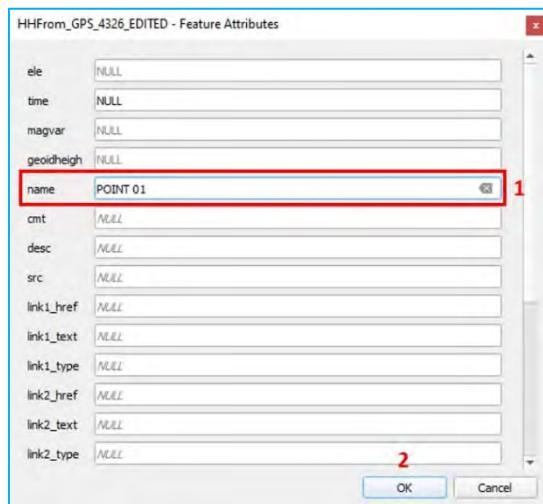 HHFrom_GPS_4326_EDITED - Feature Attributes x
ele NULL
time NULL
magvar NULL
geoidheigh NULL
name POINT 01 1
cmt NULL
desc NULL
src NULL
link1_href NULL
link1_text NULL
link1_type NULL
link2_href NULL
link2_text NULL
link2_type NULL
2
OK Cancel